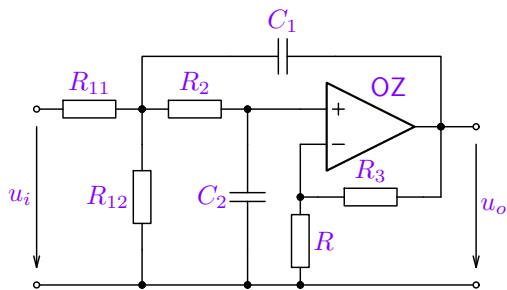 C₁
R₁₁
R₂
OZ
+
−
R₃
uᵢ
R₁₂
C₂
R
uₒ